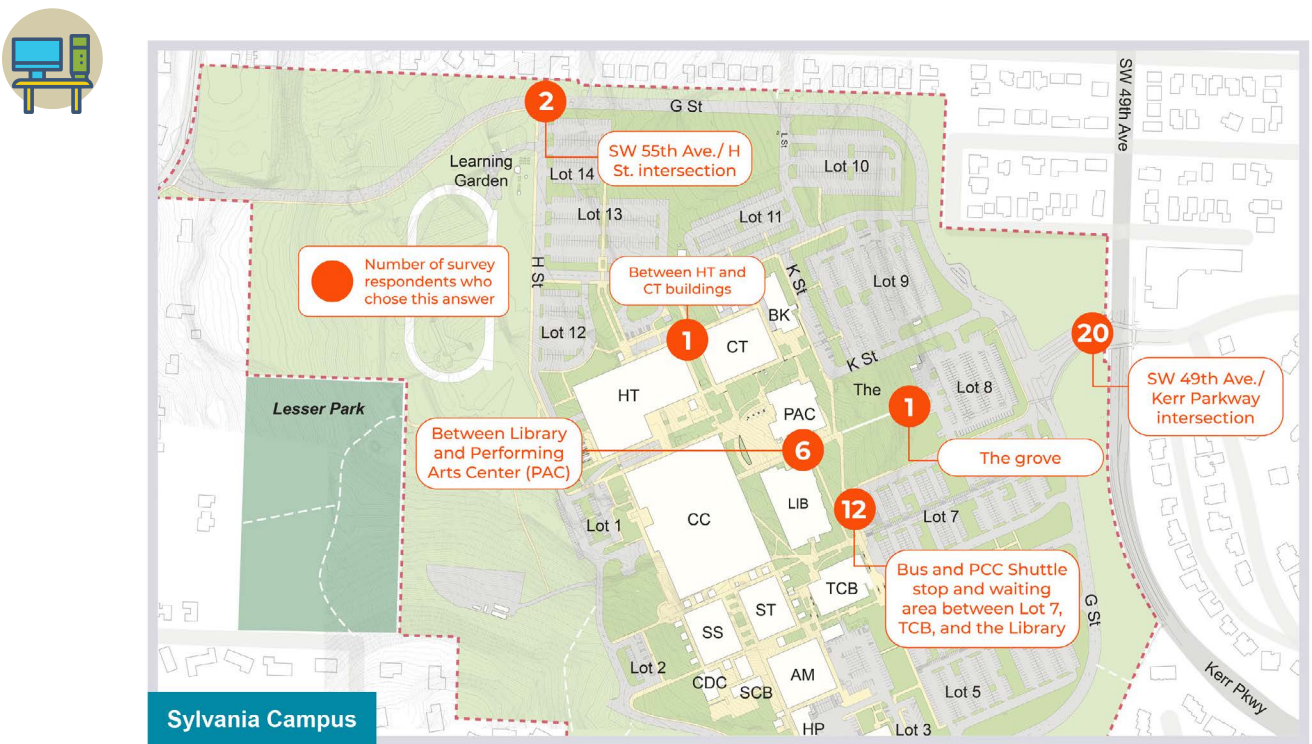 SW 49th Ave
2
G St
L St
SW 55th Ave./ H
St. intersection
Learning
Garden
Lot 14
Lot 10
Lot 13
Lot 11
Number of survey
respondents who
chose this answer
H St
Between HT and
CT buildings
K St
Lot 9
BK
Lot 12
1
CT
20
K St
HT
The
Lot 8
SW 49th Ave./
Kerr Parkway
intersection
Lesser Park
PAC
1
Between Library
and Performing
Arts Center (PAC)
6
The grove
LIB
12
CC
Lot 7
Lot 1
Bus and PCC Shuttle
stop and waiting
area between Lot 7,
TCB, and the Library
TCB
ST
G St
SS
Lot 2
CDC
SCB
AM
Lot 5
Kerr Pkwy
Sylvania Campus
HP
Lot 3